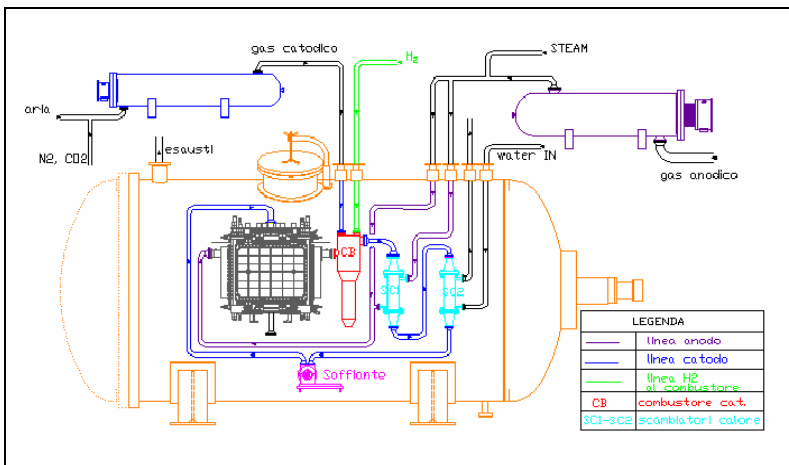 gas catodico
H2
STEAM
aria
N2, CO2
esausti
water IN
gas anodico
CB
SC1
SC2
Soffiante
LEGENDA
linea anodo
linea catodo
linea H2
al combustore
CB combustore cat.
SC1-SC2 scambiatori calore